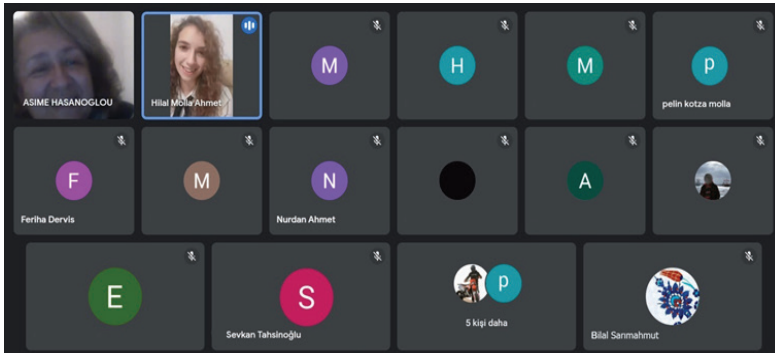 ASIME HASANOGLOU
Hilal Molla Ahmet
M
H
M
p
pelin kotza molla
F
Feriha Dervis
M
N
Nurdan Ahmet
A
E
S
Sevkan Tahsinoğlu
p
5 kişi daha
Bilal Sarımahmut